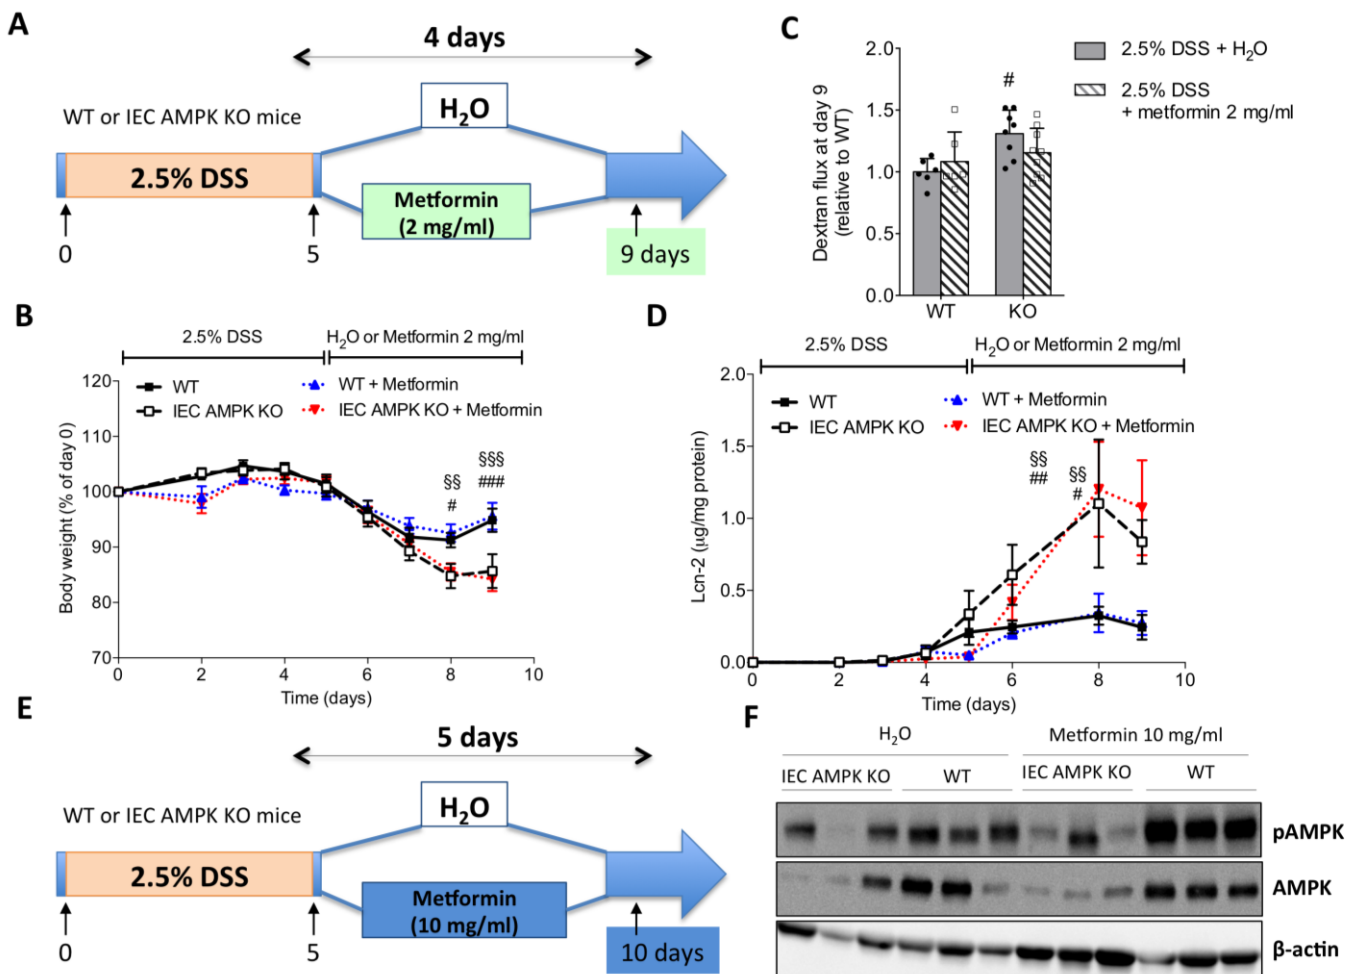 A
4 days
H2O
WT or IEC AMPK KO mice
2.5% DSS
Metformin
(2 mg/ml)
0
5
9 days
C
2.0
1.5
1.0
0.5
0.0
Dextran flux at day 9
(relative to WT)
#
WT
KO
2.5% DSS + H2O
2.5% DSS
+ metformin 2 mg/ml
B
2.5% DSS
H2O or Metformin 2 mg/ml
120
110
100
90
80
70
Body weight (% of day 0)
WT
WT + Metformin
IEC AMPK KO
IEC AMPK KO + Metformin
§§
#
§§§
###
0
2
4
6
8
10
Time (days)
D
2.5% DSS
H2O or Metformin 2 mg/ml
2.0
1.5
1.0
0.5
0.0
Lcn-2 (µg/mg protein)
WT
WT + Metformin
IEC AMPK KO
IEC AMPK KO + Metformin
§§
##
§§
#
0
2
4
6
8
10
Time (days)
E
5 days
H2O
WT or IEC AMPK KO mice
2.5% DSS
Metformin
(10 mg/ml)
0
5
10 days
F
H2O
Metformin 10 mg/ml
IEC AMPK KO
WT
IEC AMPK KO
WT
pAMPK
AMPK
β-actin